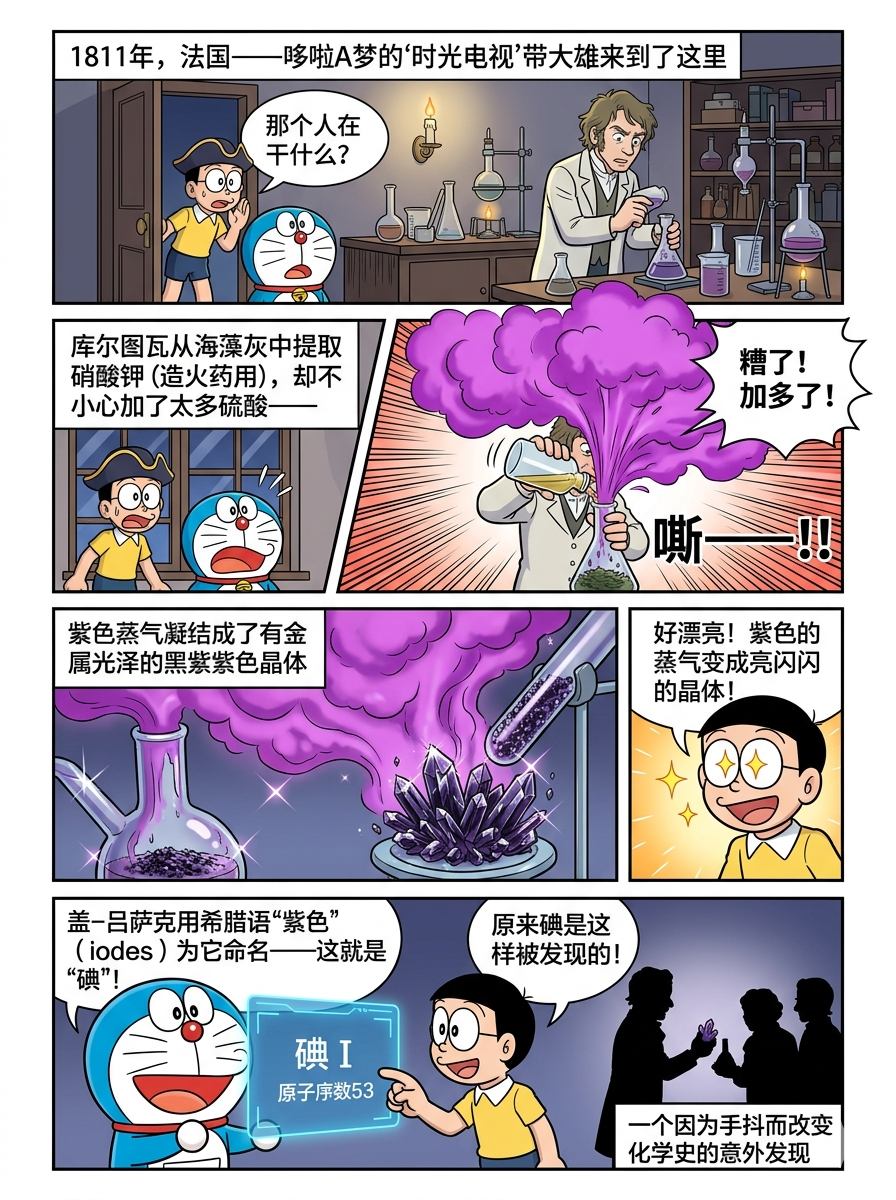 1811年，法国——哆啦A梦的‘时光电视’带大雄来到了这里
那个人在
干什么？
库尔图瓦从海藻灰中提取
硝酸钾（造火药用），却不
小心加了太多硫酸——
糟了！
加多了！
嘶——!!
紫色蒸气凝结成了有金
属光泽的黑紫紫色晶体
好漂亮！紫色的
蒸气变成亮闪闪
的晶体！
盖-吕萨克用希腊语“紫色”
（iodes）为它命名——这就是
“碘”！
原来碘是这
样被发现的！
碘 I
原子序数53
一个因为手抖而改变
化学史的意外发现